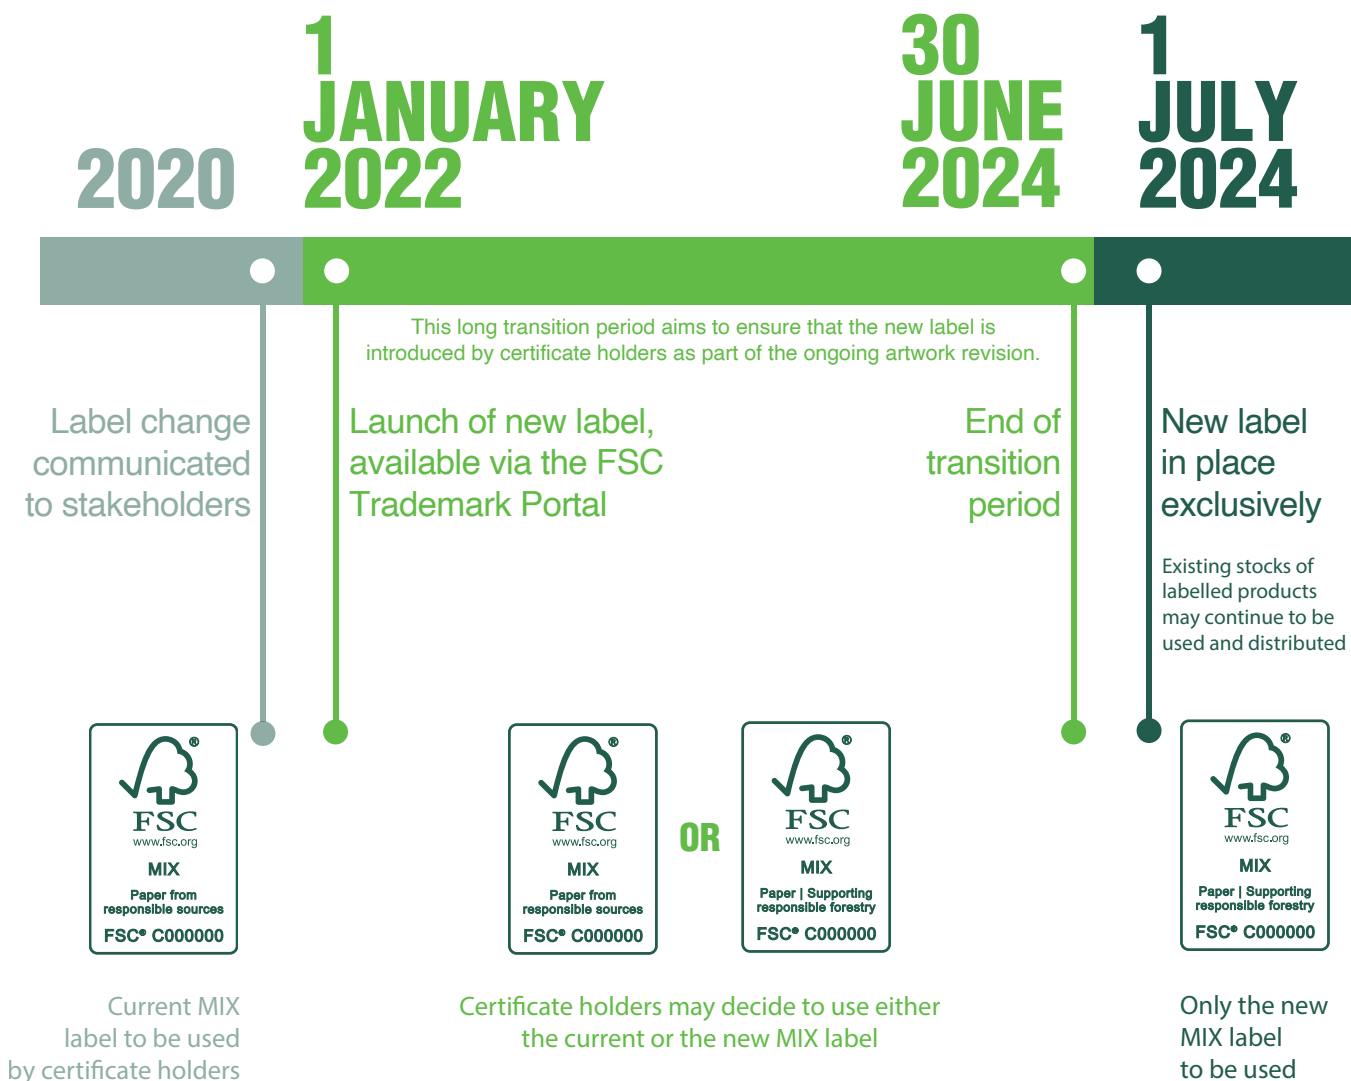 2020
1
JANUARY
2022
30
JUNE
2024
1
JULY
2024
This long transition period aims to ensure that the new label is
introduced by certificate holders as part of the ongoing artwork revision.
Label change
communicated
to stakeholders
Launch of new label,
available via the FSC
Trademark Portal
End of
transition
period
New label
in place
exclusively
Existing stocks of
labelled products
may continue to be
used and distributed
®
FSC
www.fsc.org
MIX
Paper from
responsible sources
FSC® C000000
®
FSC
www.fsc.org
MIX
Paper from
responsible sources
FSC® C000000
OR
®
FSC
www.fsc.org
MIX
Paper | Supporting
responsible forestry
FSC® C000000
®
FSC
www.fsc.org
MIX
Paper | Supporting
responsible forestry
FSC® C000000
Current MIX
label to be used
by certificate holders
Certificate holders may decide to use either
the current or the new MIX label
Only the new
MIX label
to be used